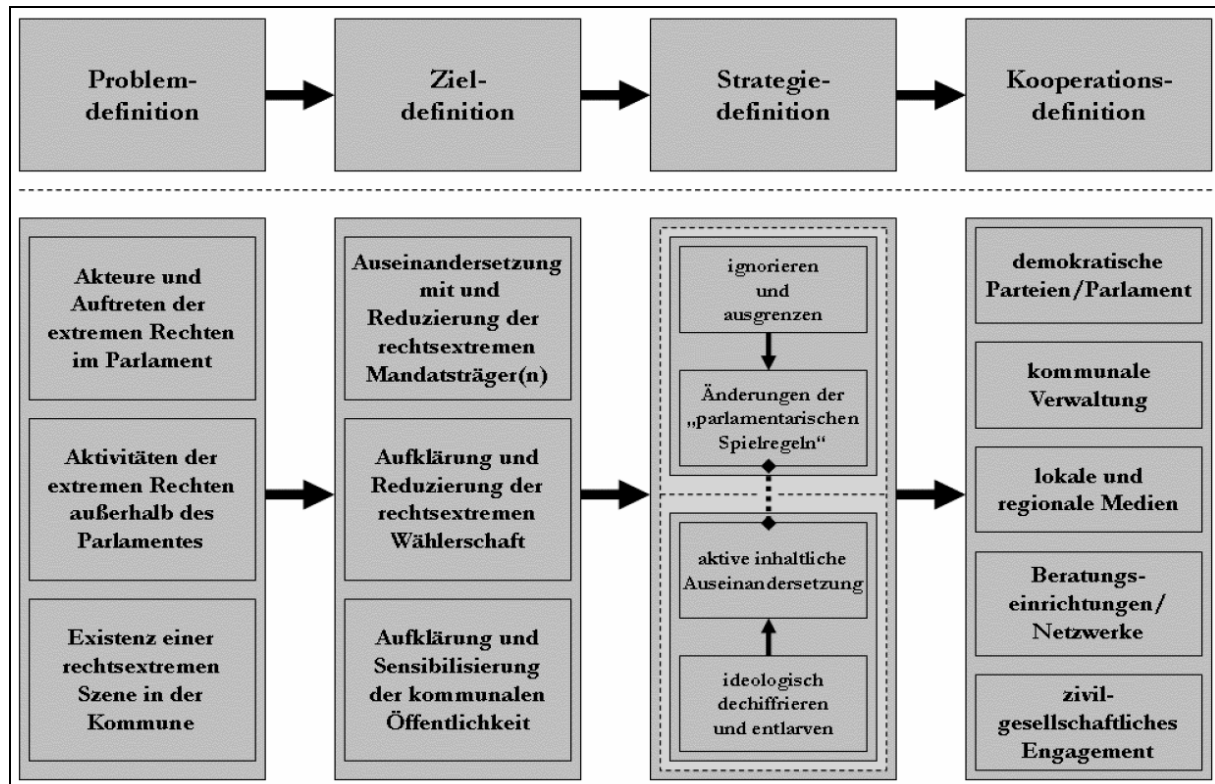 Problem-
definition
Ziel-
definition
Strategie-
definition
Kooperations-
definition
Akteure und
Auftreten der
extremen Rechten
im Parlament
Aktivitäten der
extremen Rechten
außerhalb des
Parlamentes
Existenz einer
rechtsextremen
Szene in der
Kommune
Auseinandersetzung
mit und
Reduzierung der
rechtsextremen
Mandatsträger(n)
Aufklärung und
Reduzierung der
rechtsextremen
Wählerschaft
Aufklärung und
Sensibilisierung
der kommunalen
Öffentlichkeit
ignorieren
und
ausgrenzen
Änderungen der
„parlamentarischen
Spielregeln“
aktive inhaltliche
Auseinandersetzung
ideologisch
dechiffrieren
und entlarven
demokratische
Parteien/Parlament
kommunale
Verwaltung
lokale und
regionale Medien
Beratungs-
einrichtungen/
Netzwerke
zivil-
gesellschaftliches
Engagement